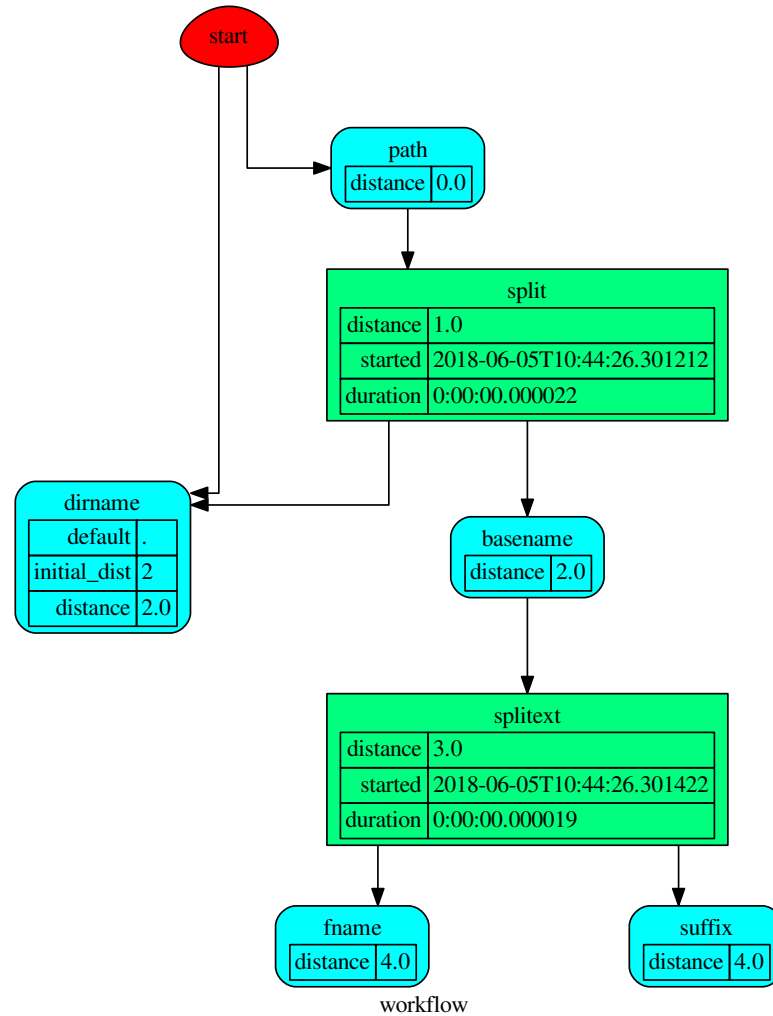 start
path
distance 0.0
split
distance 1.0
started 2018-06-05T10:44:26.301212
duration 0:00:00.000022
dirname
default .
initial_dist 2
distance 2.0
basename
distance 2.0
splitext
distance 3.0
started 2018-06-05T10:44:26.301422
duration 0:00:00.000019
fname
distance 4.0
suffix
distance 4.0
workflow